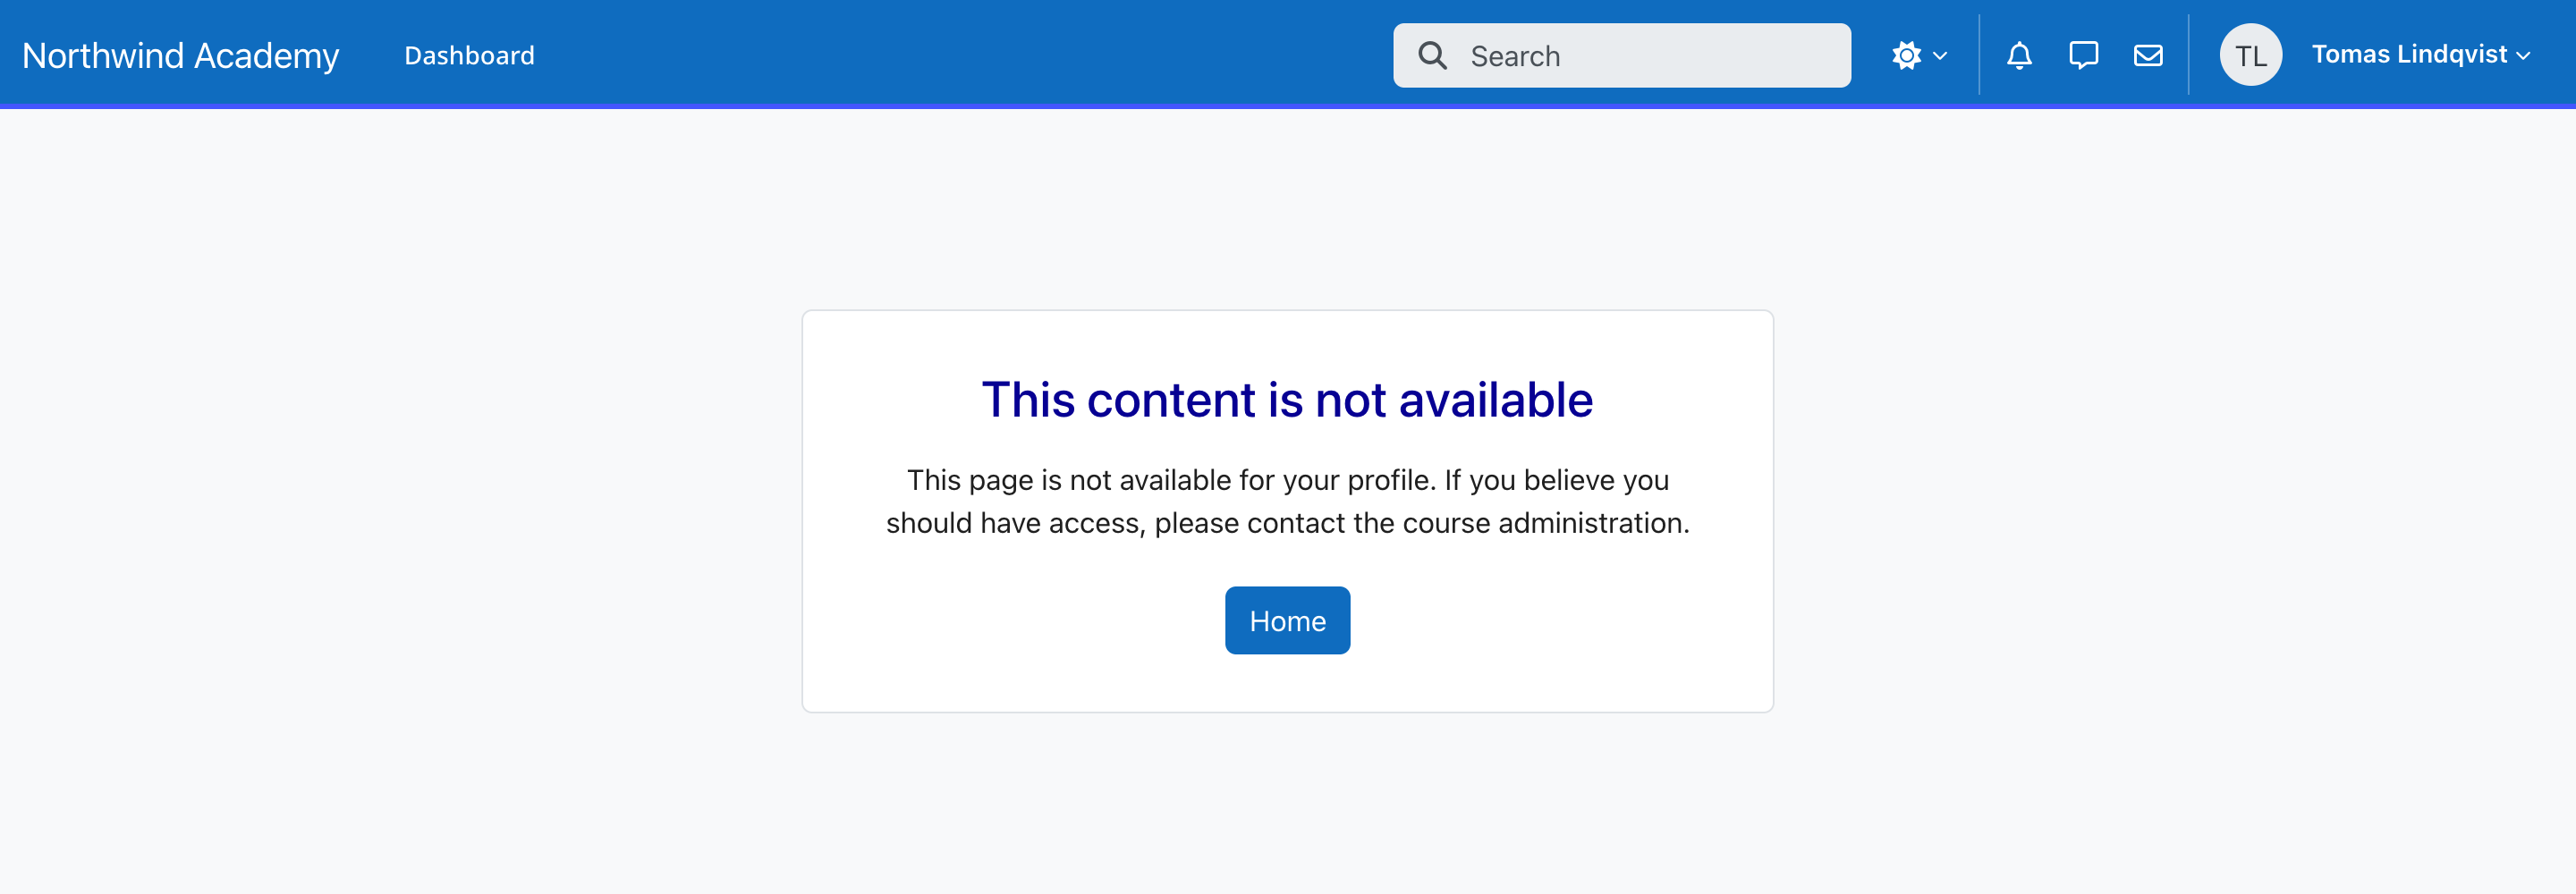 Northwind Academy
Dashboard
Search
TL
Tomas Lindqvist
This content is not available
This page is not available for your profile. If you believe you
should have access, please contact the course administration.
Home